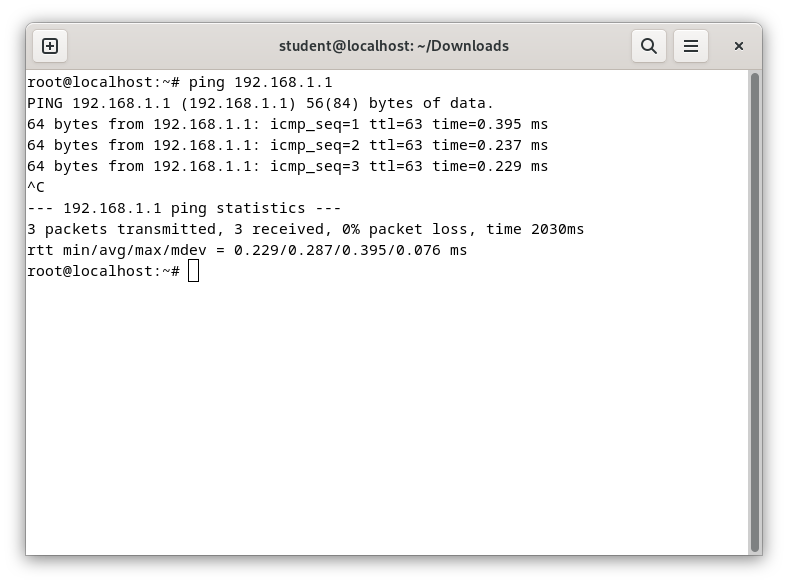 student@localhost: ~/Downloads
root@localhost:~# ping 192.168.1.1
PING 192.168.1.1 (192.168.1.1) 56(84) bytes of data.
64 bytes from 192.168.1.1: icmp_seq=1 ttl=63 time=0.395 ms
64 bytes from 192.168.1.1: icmp_seq=2 ttl=63 time=0.237 ms
64 bytes from 192.168.1.1: icmp_seq=3 ttl=63 time=0.229 ms
^C
--- 192.168.1.1 ping statistics ---
3 packets transmitted, 3 received, 0% packet loss, time 2030ms
rtt min/avg/max/mdev = 0.229/0.287/0.395/0.076 ms
root@localhost:~#